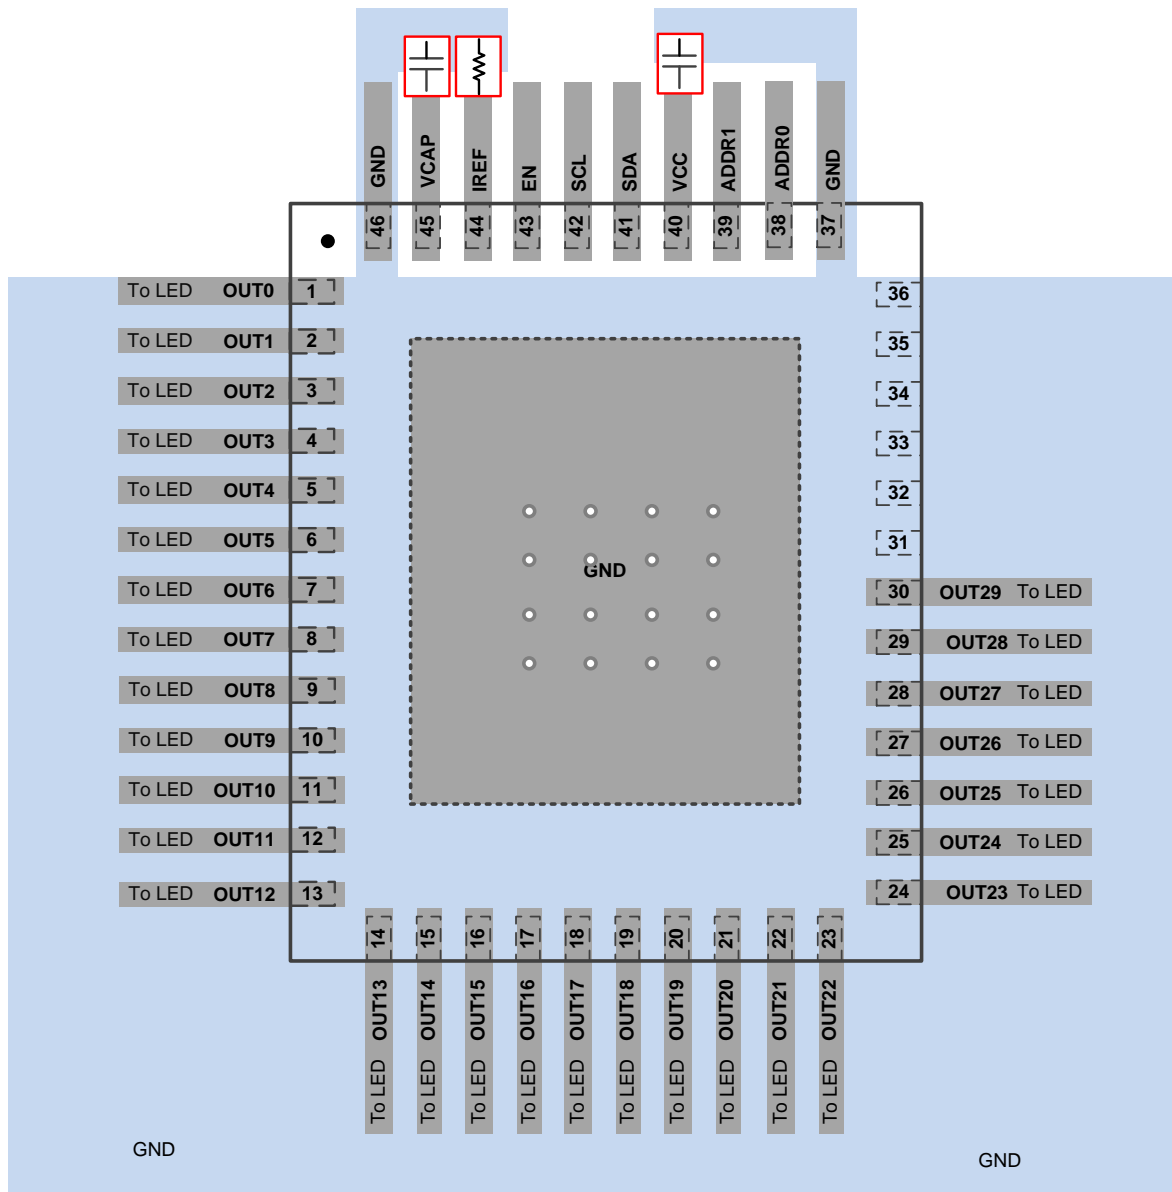 GND
VCAP
IREF
EN
SCL
SDA
VCC
ADDR1
ADDR0
GND
46
45
44
43
42
41
40
39
38
37
To LED OUT0 1
To LED OUT1 2
To LED OUT2 3
To LED OUT3 4
To LED OUT4 5
To LED OUT5 6
To LED OUT6 7
To LED OUT7 8
To LED OUT8 9
To LED OUT9 10
To LED OUT10 11
To LED OUT11 12
To LED OUT12 13
GND
36
35
34
33
32
31
30 OUT29 To LED
29 OUT28 To LED
28 OUT27 To LED
27 OUT26 To LED
26 OUT25 To LED
25 OUT24 To LED
24 OUT23 To LED
To LED OUT13 14
To LED OUT14 15
To LED OUT15 16
To LED OUT16 17
To LED OUT17 18
To LED OUT18 19
To LED OUT19 20
To LED OUT20 21
To LED OUT21 22
To LED OUT22 23
GND
GND